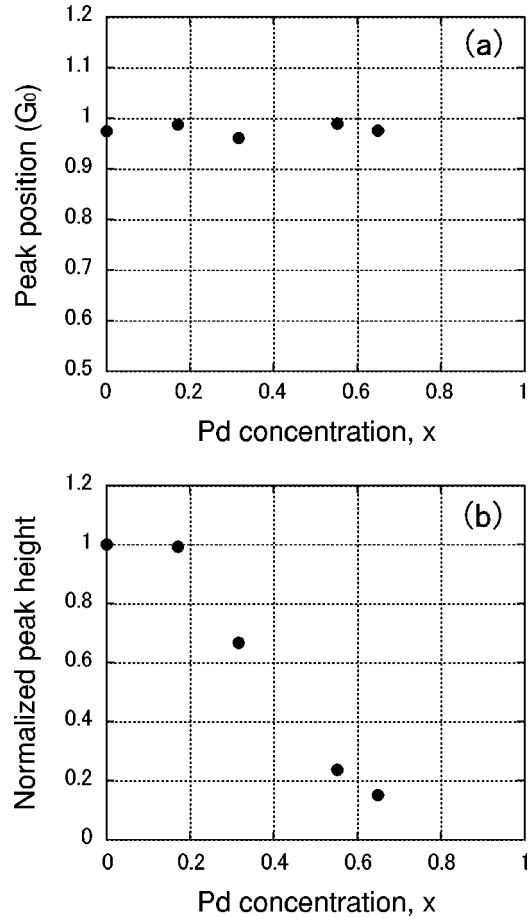 (a)
1.2
1.1
1
0.9
0.8
0.7
0.6
0.5
Peak position (G0)
0 0.2 0.4 0.6 0.8 1
Pd concentration, x
(b)
1.2
1
0.8
0.6
0.4
0.2
0
Normalized peak height
0 0.2 0.4 0.6 0.8 1
Pd concentration, x